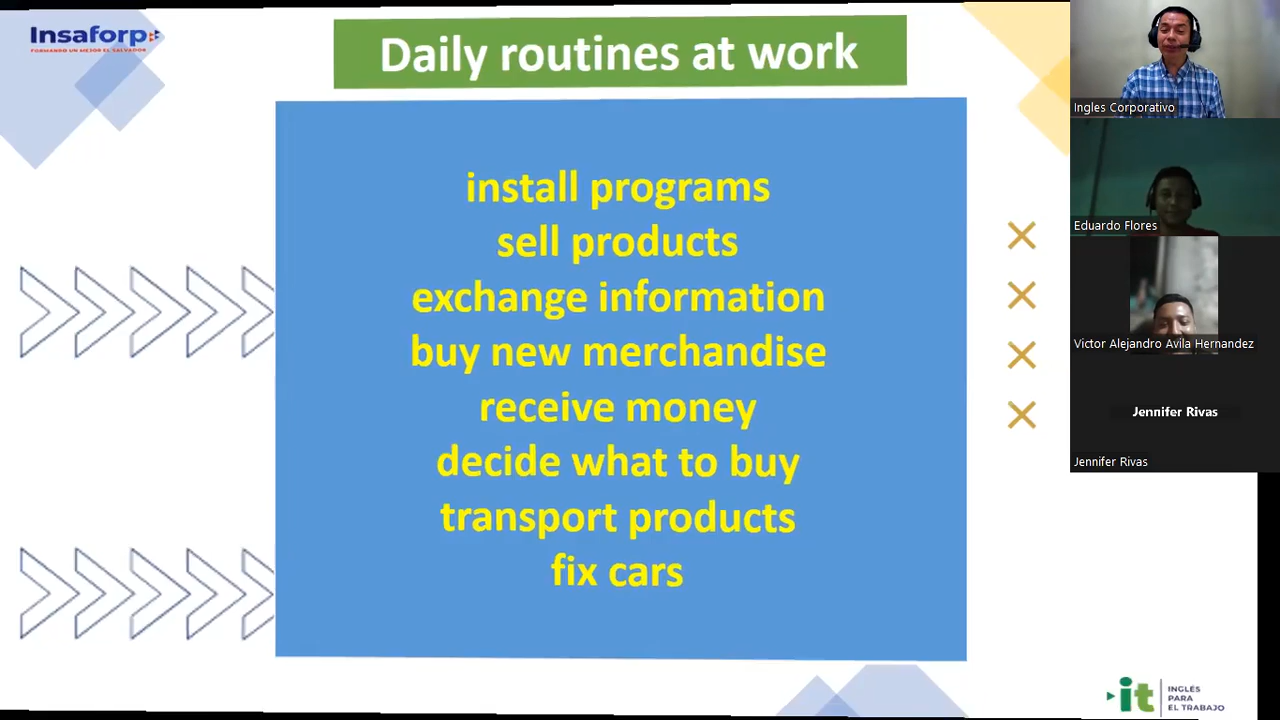 Insaforp
FORMANDO UN MEJOR EL SALVADOR
Daily routines at work
install programs
sell products
exchange information
buy new merchandise
receive money
decide what to buy
transport products
fix cars
Ingles Corporativo
Eduardo Flores
Victor Alejandro Avila Hernandez
Jennifer Rivas
Jennifer Rivas
it
INGLÉS
PARA
EL TRABAJO